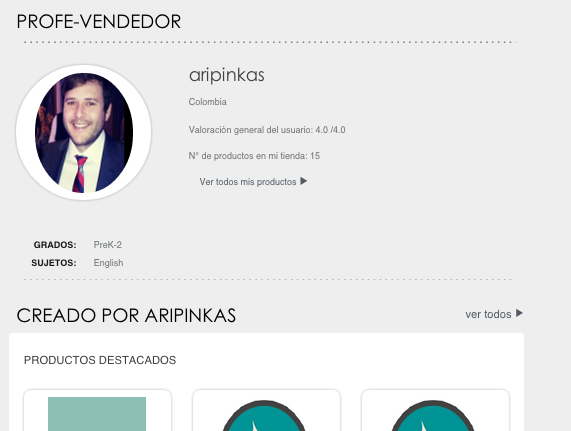 PROFE-VENDEDOR
aripinkas
Colombia
Valoración general del usuario: 4.0 /4.0
N° de productos en mi tienda: 15
Ver todos mis productos
GRADOS: PreK-2
SUJETOS: English
CREADO POR ARIPINKAS
ver todos
PRODUCTOS DESTACADOS